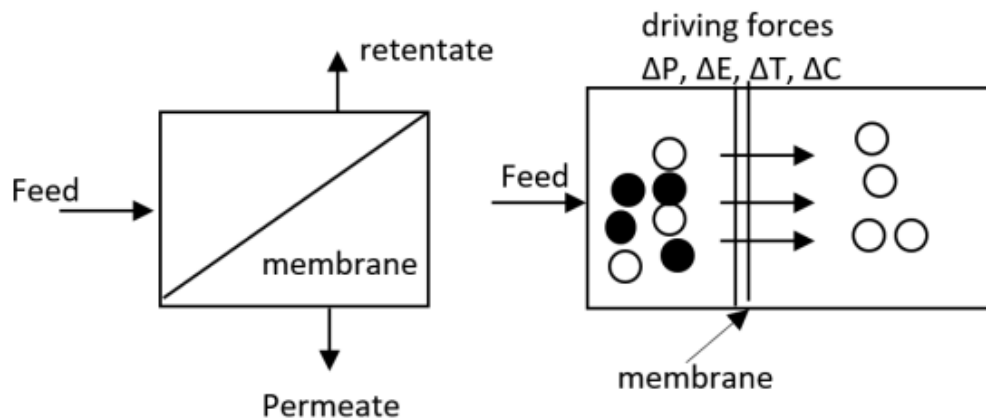 retentate
Feed
membrane
Permeate
driving forces
ΔP, ΔE, ΔT, ΔC
Feed
membrane